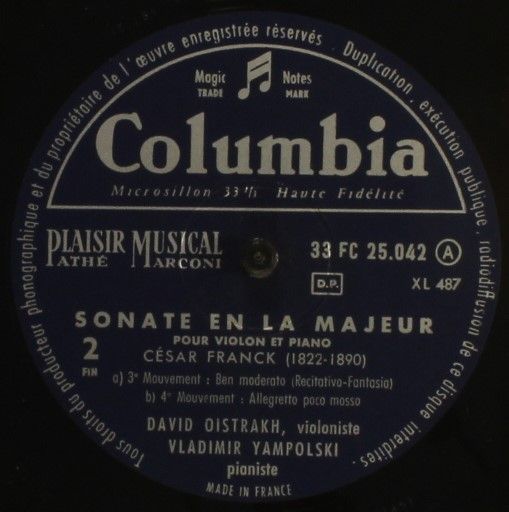 Tous droits du producteur phonographique et du propriétaire de l'œuvre enregistrée réservés . Duplication . exécution publique . radiodiffusion de ce disque interdites .
Magic Notes
TRADE MARK
Columbia
Microsillon 33 1/3 Haute Fidélité
PLAISIR MUSICAL
PATHÉ MARCONI
33 FC 25.042 A
D.P. XL 487
SONATE EN LA MAJEUR
POUR VIOLON ET PIANO
2 CÉSAR FRANCK (1822-1890)
FIN
a) 3e Mouvement : Ben moderato (Recitativo-Fantasia)
b) 4e Mouvement : Allegretto poco mosso
DAVID OISTRAKH, violoniste
VLADIMIR YAMPOLSKI
pianiste
MADE IN FRANCE